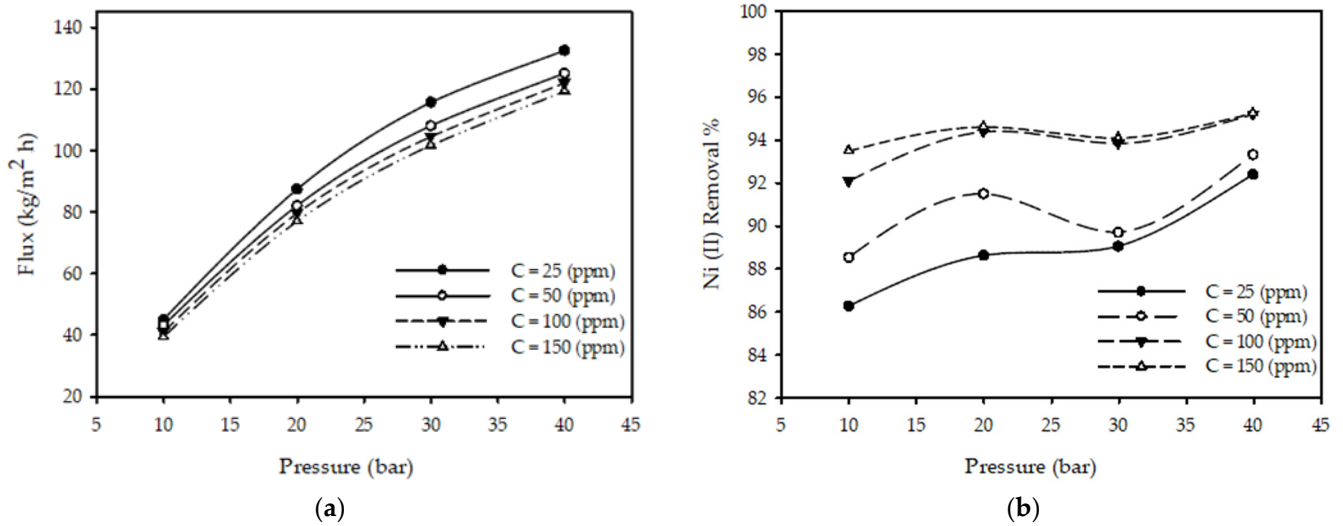 140
120
100
80
60
40
20
Flux (kg/m² h)
C = 25 (ppm)
C = 50 (ppm)
C = 100 (ppm)
C = 150 (ppm)
5 10 15 20 25 30 35 40 45
Pressure (bar)
(a)
100
98
96
94
92
90
88
86
84
82
Ni (II) Removal %
C = 25 (ppm)
C = 50 (ppm)
C = 100 (ppm)
C = 150 (ppm)
5 10 15 20 25 30 35 40 45
Pressure (bar)
(b)